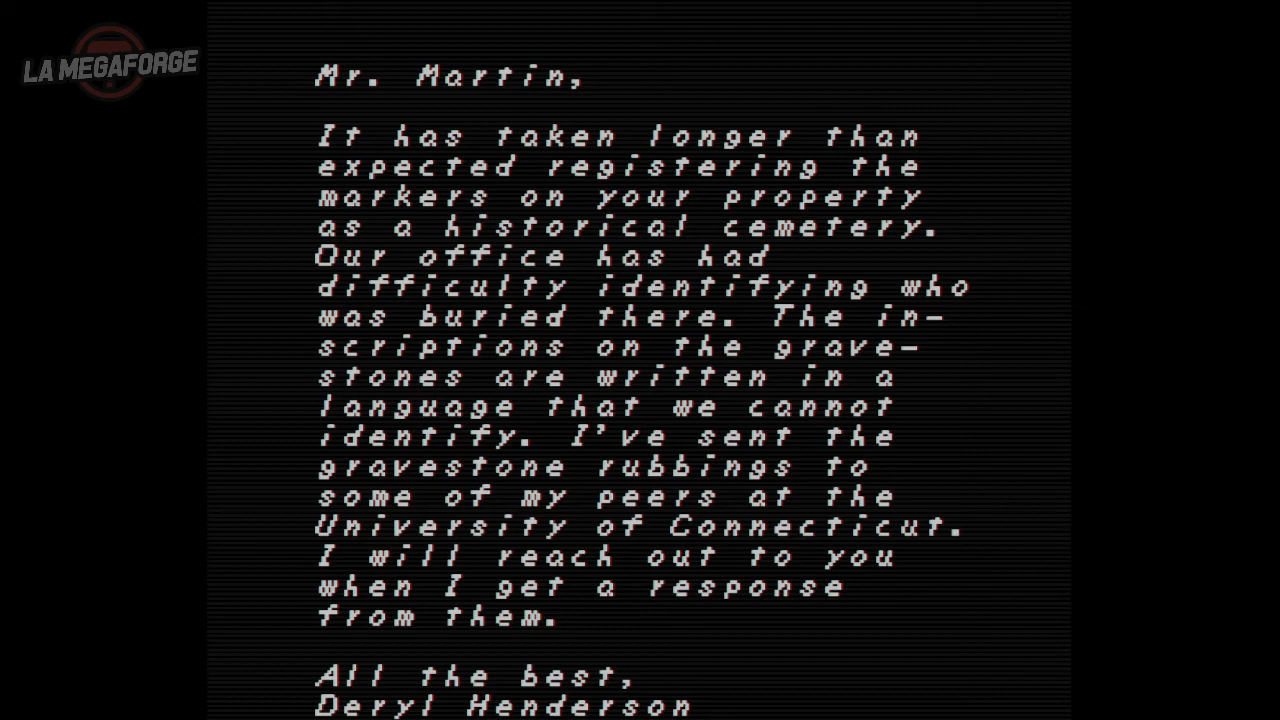 LA MEGAFORGE
Mr. Martin,
It has taken longer than
expected registering the
markers on your property
as a historical cemetery.
Our office has had
difficulty identifying who
was buried there. The in-
scriptions on the grave-
stones are written in a
language that we cannot
identify. I've sent the
gravestone rubbings to
some of my peers at the
University of Connecticut.
I will reach out to you
when I get a response
from them.
All the best,
Deryl Henderson